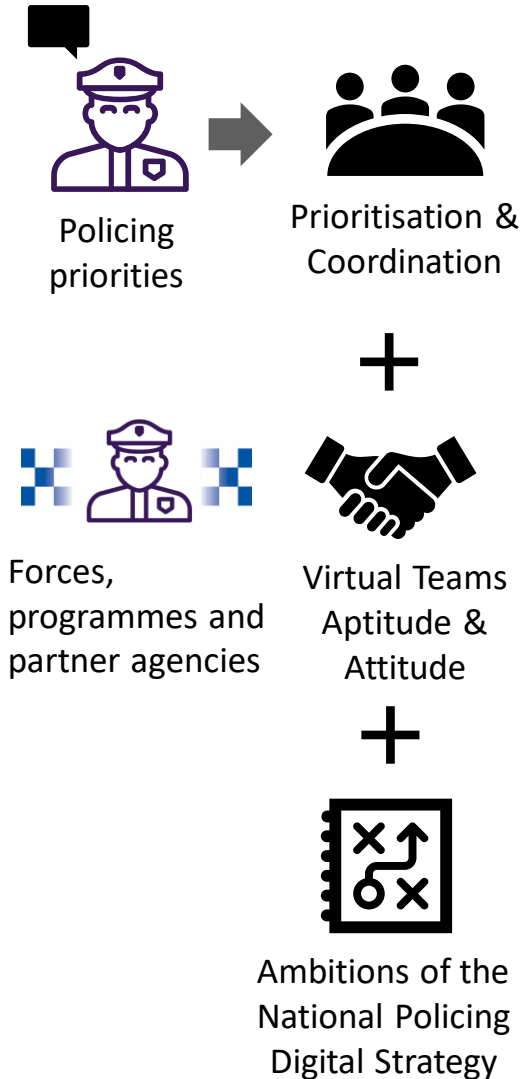 Policing
priorities
Prioritisation &
Coordination
Forces,
programmes and
partner agencies
Virtual Teams
Aptitude &
Attitude
Ambitions of the
National Policing
Digital Strategy